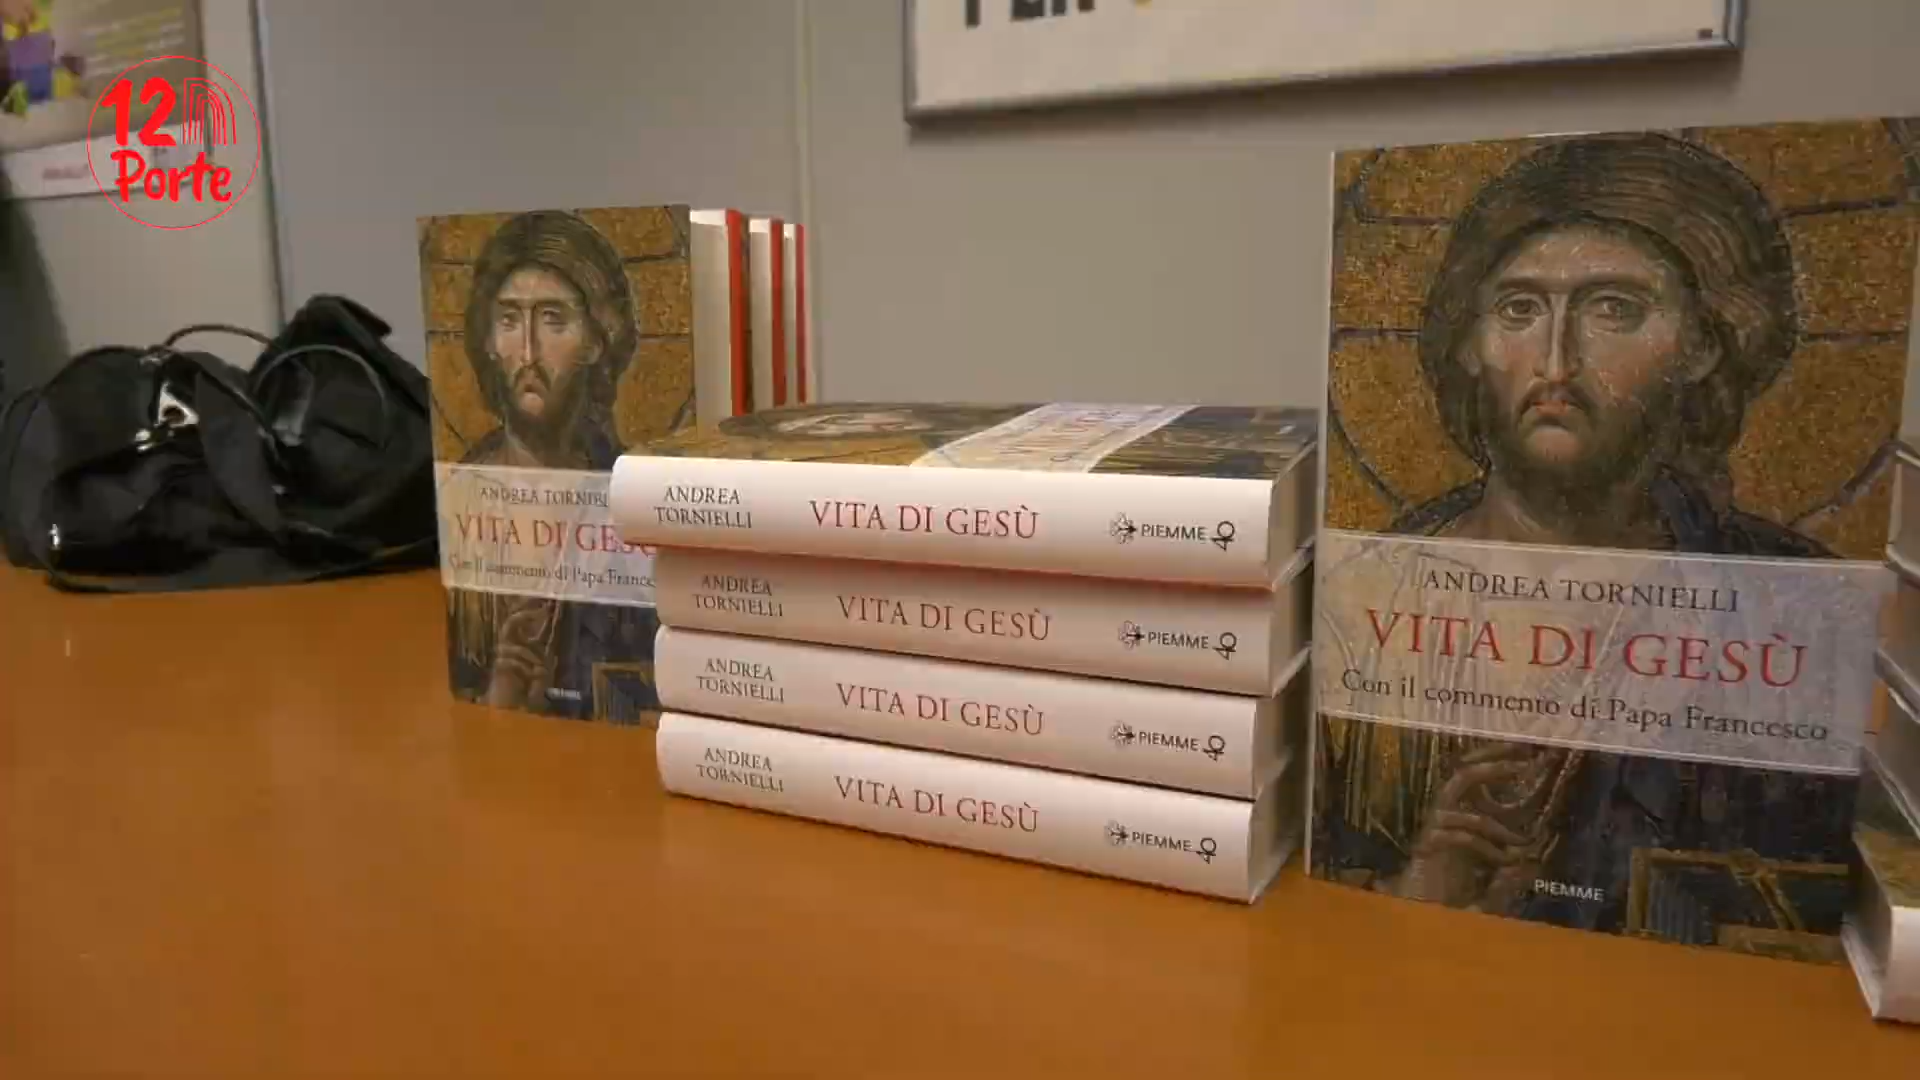 12
Porte
ANDREA TORNIELLI
VITA DI GESÙ
Con il commento di Papa Francesco
PIEMME
ANDREA
TORNIELLI
VITA DI GESÙ
PIEMME
ANDREA
TORNIELLI
VITA DI GESÙ
PIEMME
ANDREA
TORNIELLI
VITA DI GESÙ
PIEMME
ANDREA
TORNIELLI
VITA DI GESÙ
PIEMME
ANDREA TORNIELLI
VITA DI GESÙ
Con il commento di Papa Francesco
PIEMME